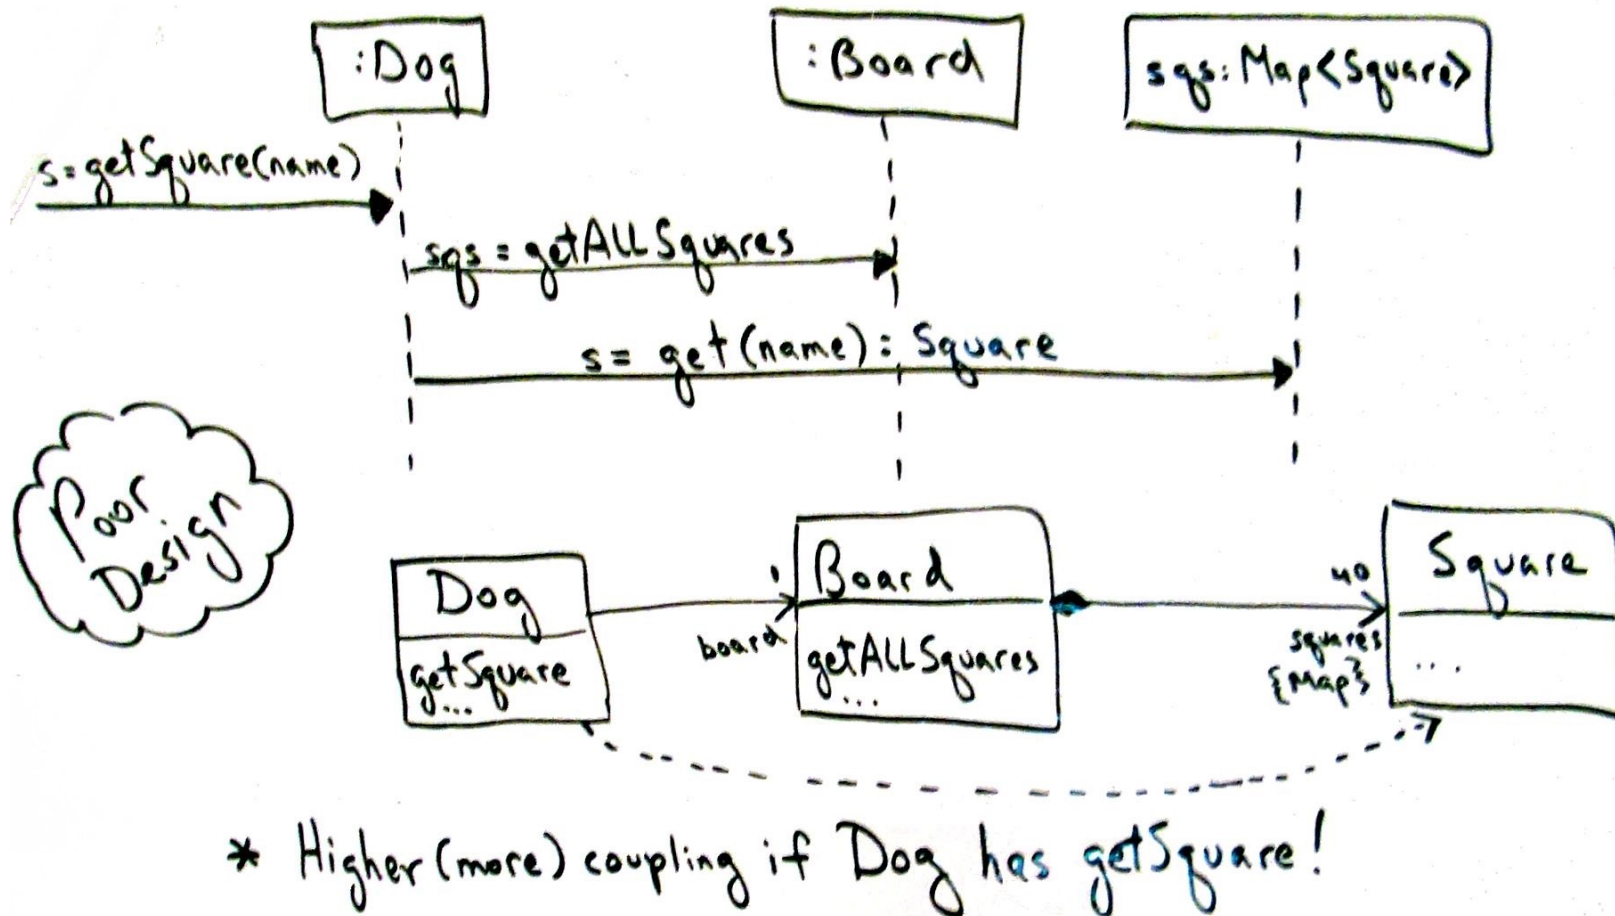 :Dog
:Board
sqs:Map<Square>
s=getSquare(name)
sqs = getALLSquares
s= get(name): Square
Poor
Design
Dog
getSquare
...
1
board
Board
getALLSquares
...
40
squares
{Map}
Square
...
* Higher (more) coupling if Dog has getSquare!